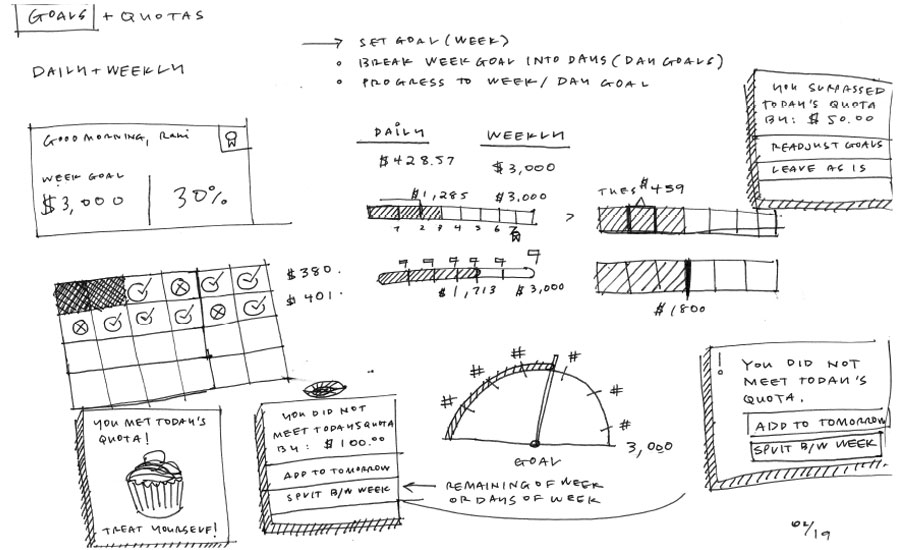 GOALS + QUOTAS
DAILY + WEEKLY
→ SET GOAL (WEEK)
• BREAK WEEK GOAL INTO DAYS (DAY GOALS)
• PROGRESS TO WEEK / DAY GOAL
GOOD MORNING, Rami
WEEK GOAL
$3,000
30%
DAILY
$428.57
WEEKLY
$3,000
$1,285 $3,000
1 2 3 4 5 6 7
>
TUES $459
$1,713 $3,000
$1800
YOU SURPASSED
TODAY'S QUOTA
BY: $50.00
READJUST GOALS
LEAVE AS IS
$380.
$401.
YOU MET TODAY'S
QUOTA!
TREAT YOURSELF!
YOU DID NOT
MEET TODAYS QUOTA
BY: $100.00
ADD TO TOMORROW
SPLIT B/W WEEK
← REMAINING OF WEEK
OR DAYS OF WEEK
# # # # # #
3,000
GOAL
! YOU DID NOT
MEET TODAY'S
QUOTA.
ADD TO TOMORROW
SPLIT B/W WEEK
02/19